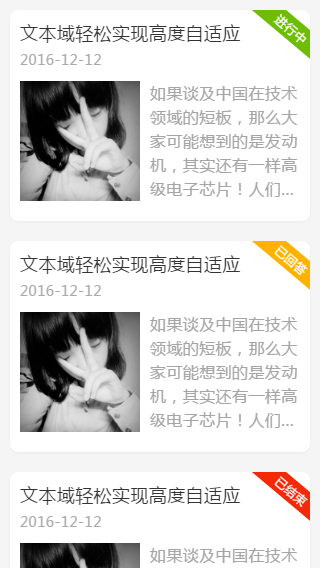 文本域轻松实现高度自适应
进行中
2016-12-12
如果谈及中国在技术
领域的短板，那么大
家可能想到的是发动
机，其实还有一样高
级电子芯片！人们...
文本域轻松实现高度自适应
已回答
2016-12-12
如果谈及中国在技术
领域的短板，那么大
家可能想到的是发动
机，其实还有一样高
级电子芯片！人们...
文本域轻松实现高度自适应
已结束
2016-12-12
如果谈及中国在技术